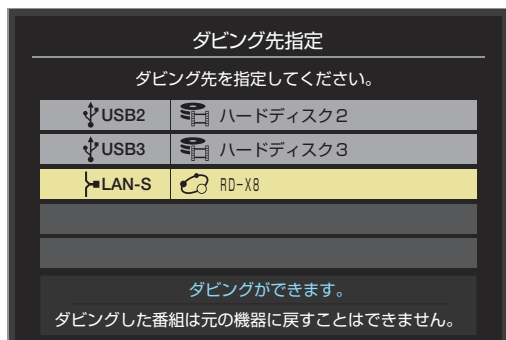 ダビング先指定
ダビング先を指定してください。
USB2 ハードディスク2
USB3 ハードディスク3
LAN-S RD-X8
ダビングができます。
ダビングした番組は元の機器に戻すことはできません。